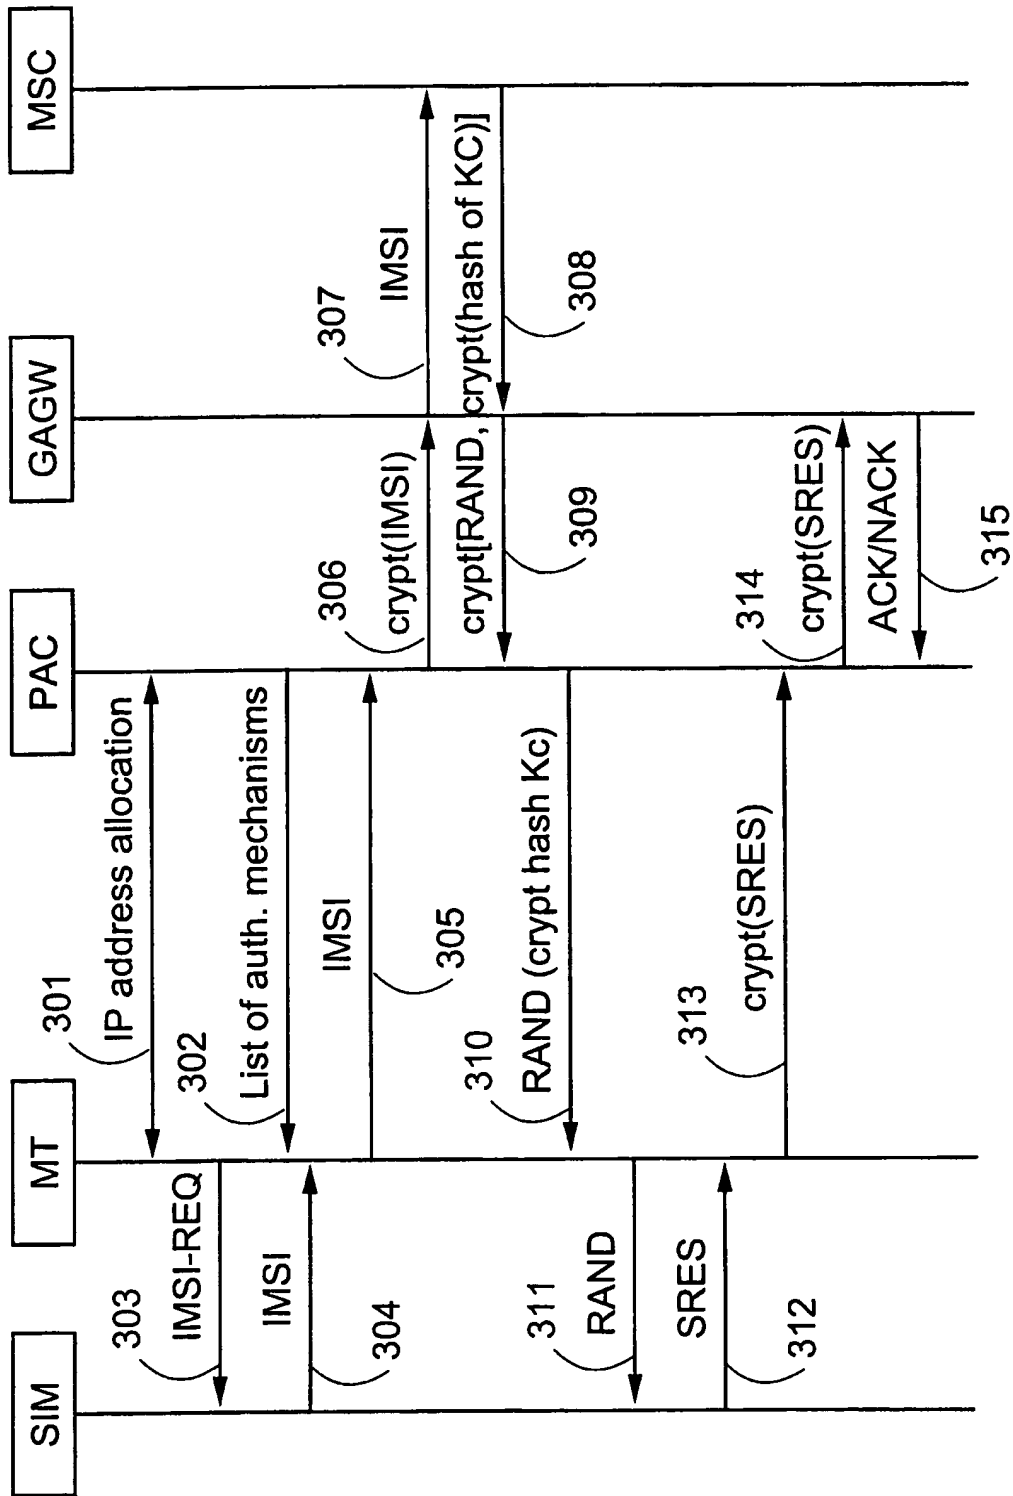 SIM
MT
PAC
GAGW
MSC
301
IP address allocation
302
List of auth. mechanisms
303
IMSI-REQ
IMSI
304
IMSI
305
306
crypt(IMSI)
307
IMSI
crypt[RAND, crypt(hash of KC)]
308
309
310
RAND (crypt hash Kc)
311
RAND
SRES
312
313
crypt(SRES)
314
crypt(SRES)
ACK/NACK
315